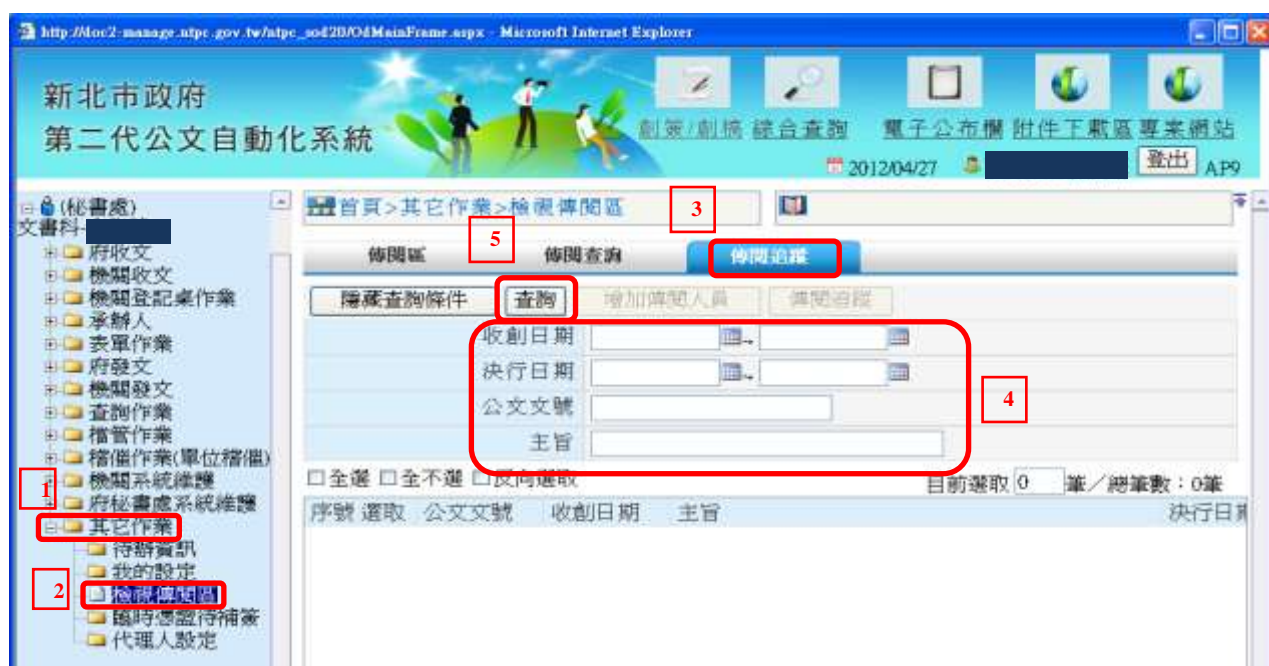 http://doc2-manage.ntpc.gov.tw/ntpc_sod20/OdMainFrame.aspx - Microsoft Internet Explorer
新北市政府
第二代公文自動化系統
創簽/創稿 綜合查詢 電子公布欄 附件下載區 專案網站
2012/04/27 登出 AP9
(秘書處)
文書科-
府收文
機關收文
機關登記桌作業
承辦人
表單作業
府發文
機關發文
查詢作業
檔管作業
稽催作業(單位稽催)
機關系統維護
府秘書處系統維護
其它作業
待辦資訊
我的設定
檢視傳閱區
臨時憑證待補簽
代理人設定
1
2
首頁>其它作業>檢視傳閱區
3
5
傳閱區 傳閱查詢 傳閱追蹤
隱藏查詢條件 查詢 增加傳閱人員 傳閱追蹤
收創日期
決行日期
公文文號
主旨
4
全選 全不選 反向選取
目前選取 0 筆／總筆數：0筆
序號 選取 公文文號 收創日期 主旨 決行日期